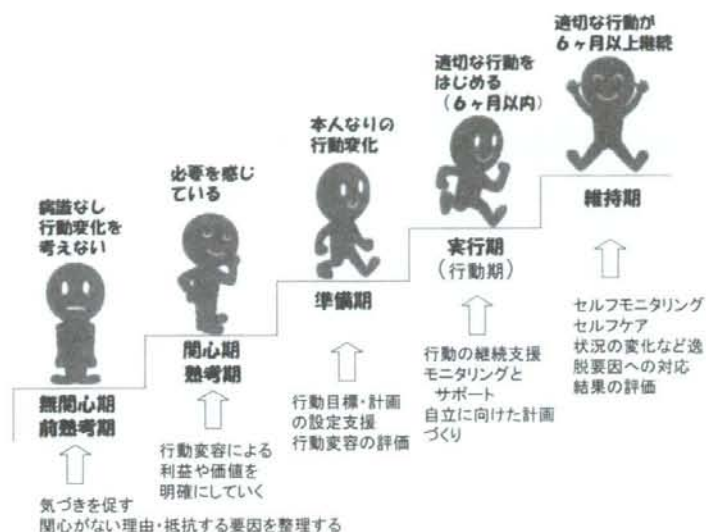 病識なし
行動変化を
考えない
無関心期
前熟考期
気づきを促す
関心がない理由・抵抗する要因を整理する
必要を感じ
ている
関心期
熟考期
行動変容による
利益や価値を
明確にしていく
本人なりの
行動変化
準備期
行動目標・計画
の設定支援
行動変容の評価
適切な行動を
はじめる
(6ヶ月以内)
実行期
(行動期)
行動の継続支援
モニタリングと
サポート
自立に向けた計画
づくり
適切な行動が
6ヶ月以上継続
維持期
セルフモニタリング
セルフケア
状況の変化など逸
脱要因への対応
結果の評価